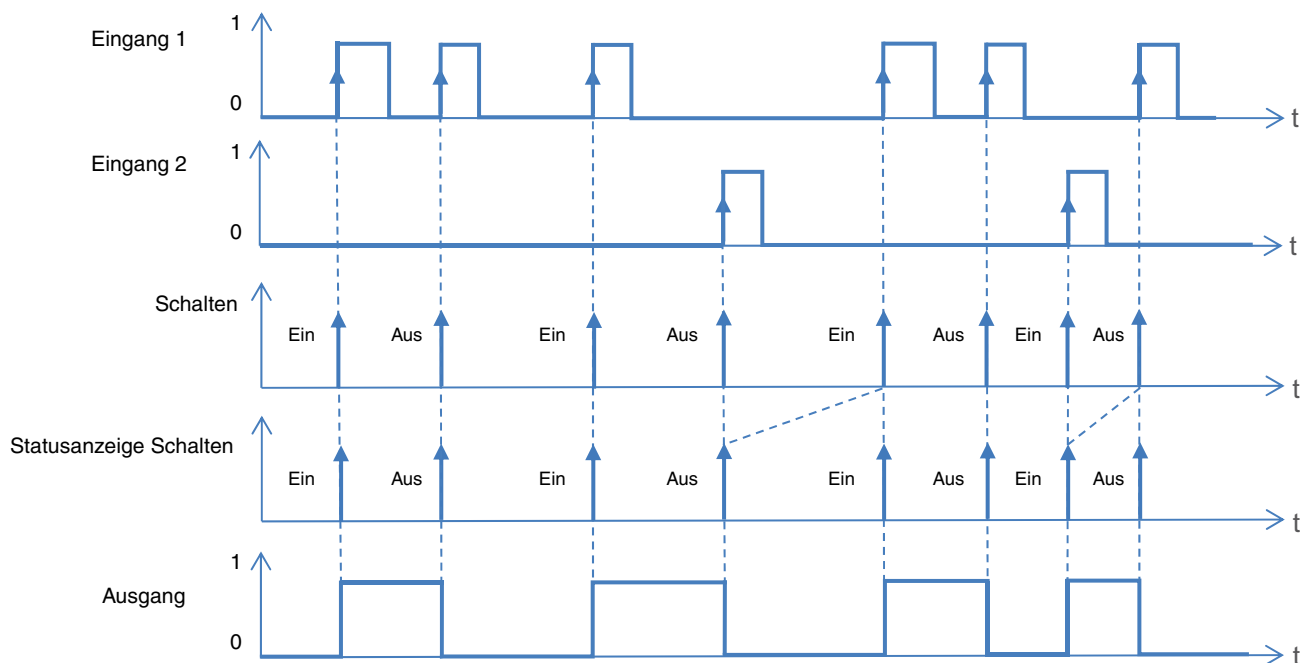 1
Eingang 1
0
t
1
Eingang 2
0
t
Schalten
Ein Aus Ein Aus Ein Aus Ein Aus
t
Statusanzeige Schalten
Ein Aus Ein Aus Ein Aus Ein Aus
t
1
Ausgang
0
t